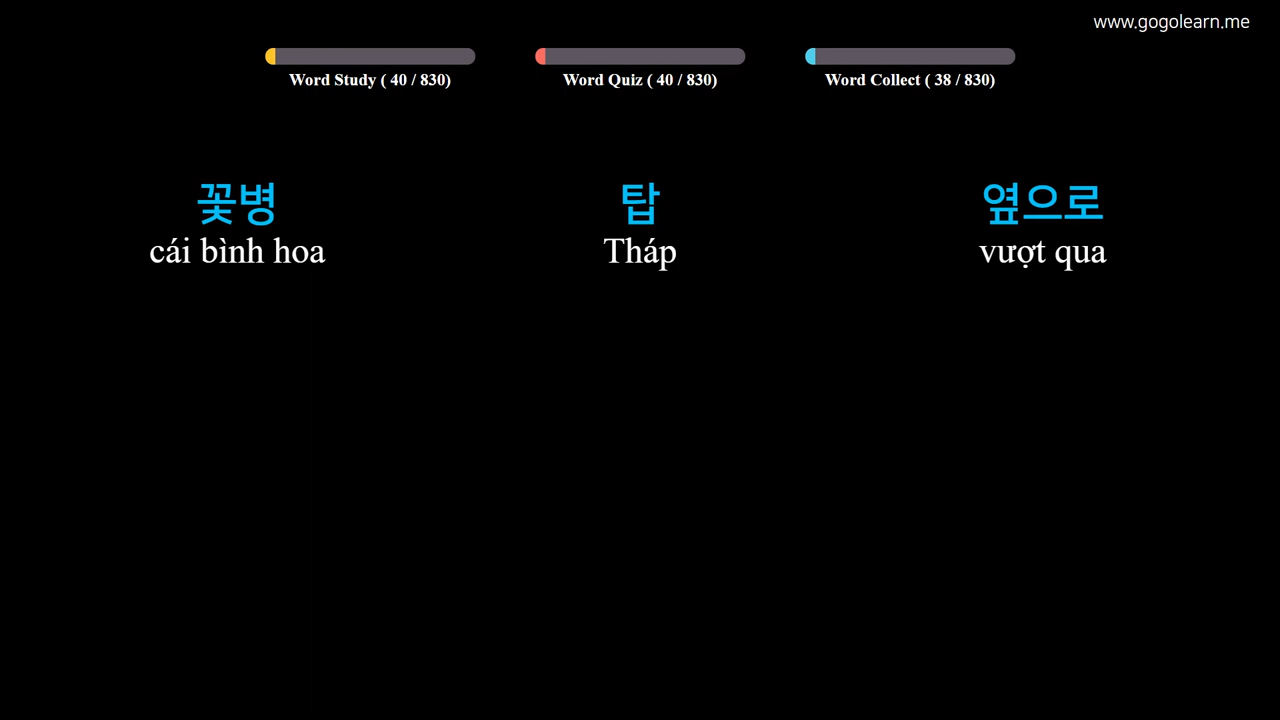 www.gogolearn.me
Word Study ( 40 / 830) Word Quiz ( 40 / 830) Word Collect ( 38 / 830)
꽃병 탑 옆으로
cái bình hoa Tháp vượt qua